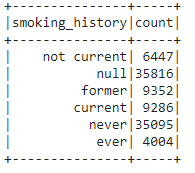 +---------------+-----+
|smoking_history|count|
+---------------+-----+
|    not current| 6447|
|           null|35816|
|         former| 9352|
|        current| 9286|
|          never|35095|
|           ever| 4004|
+---------------+-----+